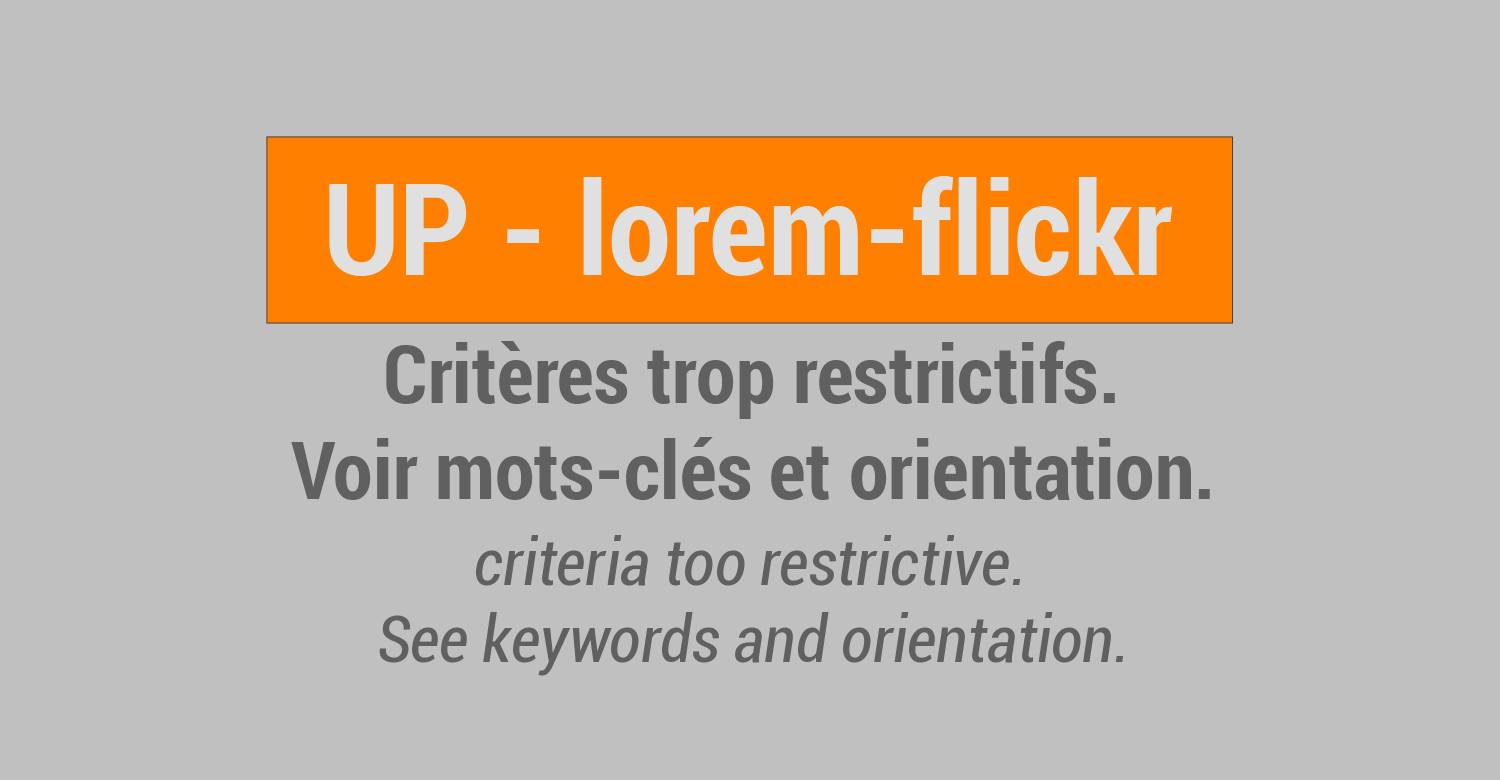 UP - lorem-flickr
Critères trop restrictifs.
Voir mots-clés et orientation.
criteria too restrictive.
See keywords and orientation.